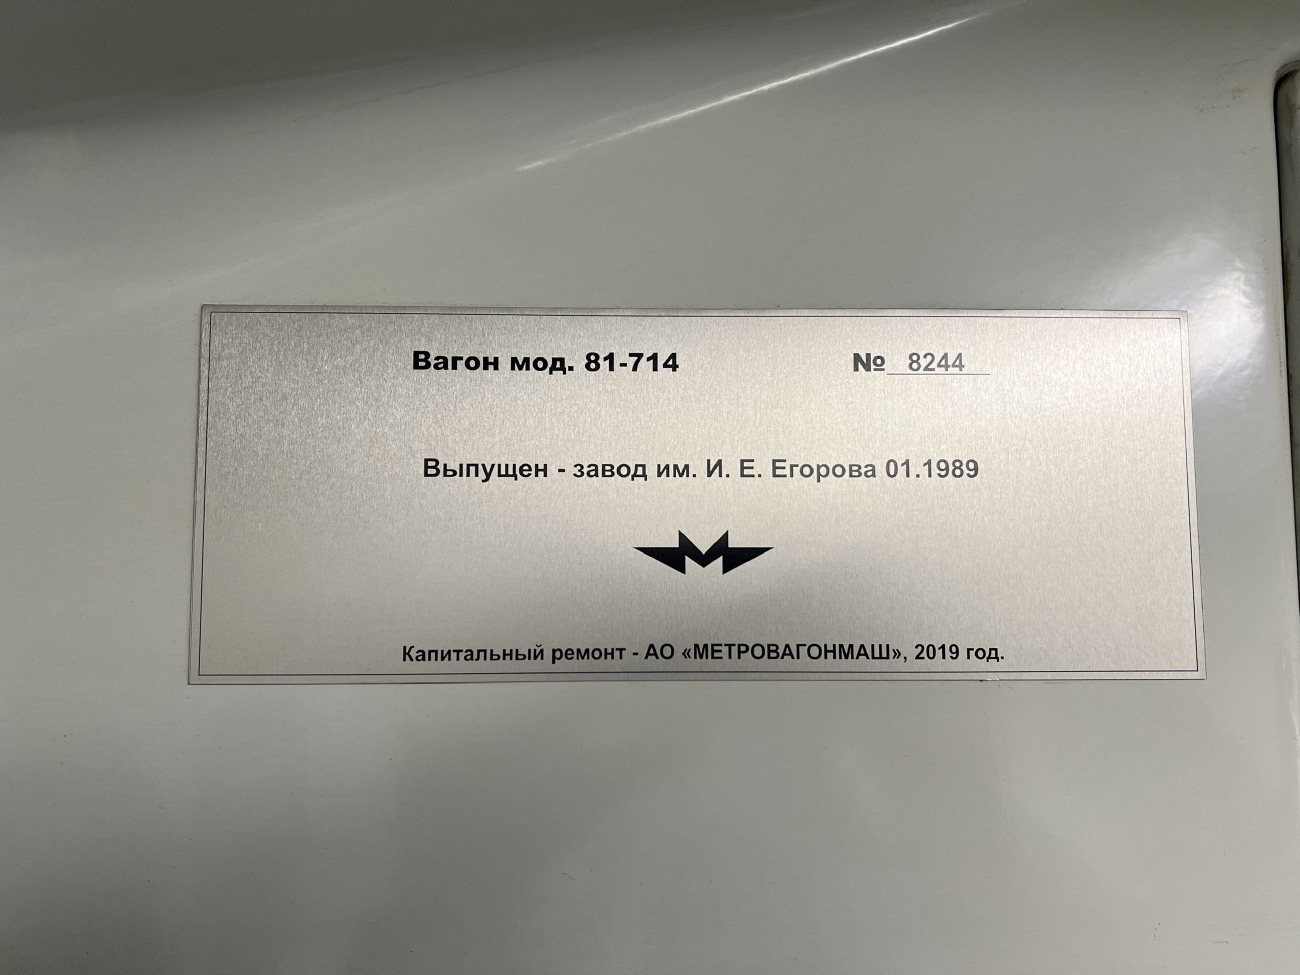 Вагон мод. 81-714 № 8244
Выпущен - завод им. И. Е. Егорова 01.1989
Капитальный ремонт - АО «МЕТРОВАГОНМАШ», 2019 год.